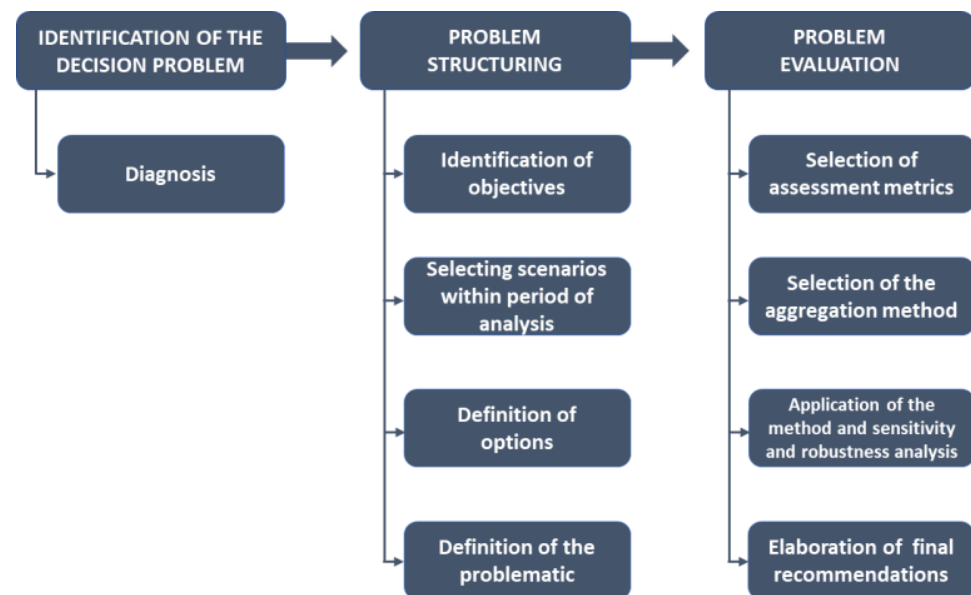 IDENTIFICATION OF THE
DECISION PROBLEM
Diagnosis
PROBLEM
STRUCTURING
Identification of
objectives
Selecting scenarios
within period of
analysis
Definition of
options
Definition of the
problematic
PROBLEM
EVALUATION
Selection of
assessment metrics
Selection of the
aggregation method
Application of the
method and sensitivity
and robustness analysis
Elaboration of final
recommendations